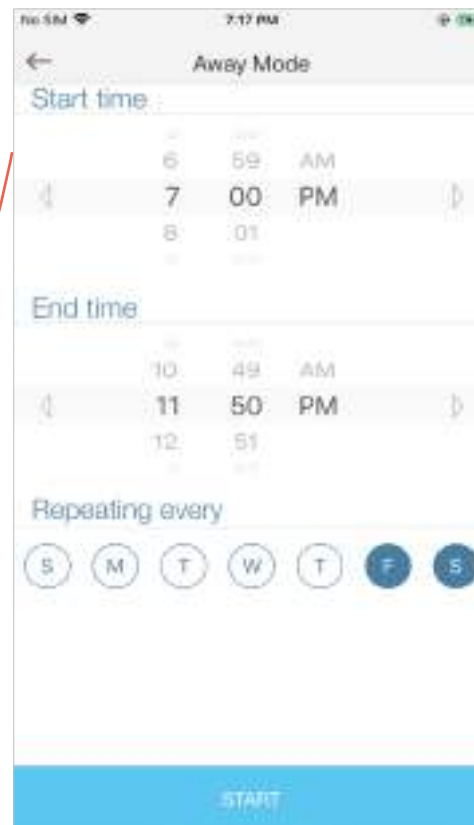 No SIM 7:17 PM
Away Mode
Start time
6 59 AM
7 00 PM
8 01
End time
10 49 AM
11 50 PM
12 51
Repeating every
S M T W T F S
START